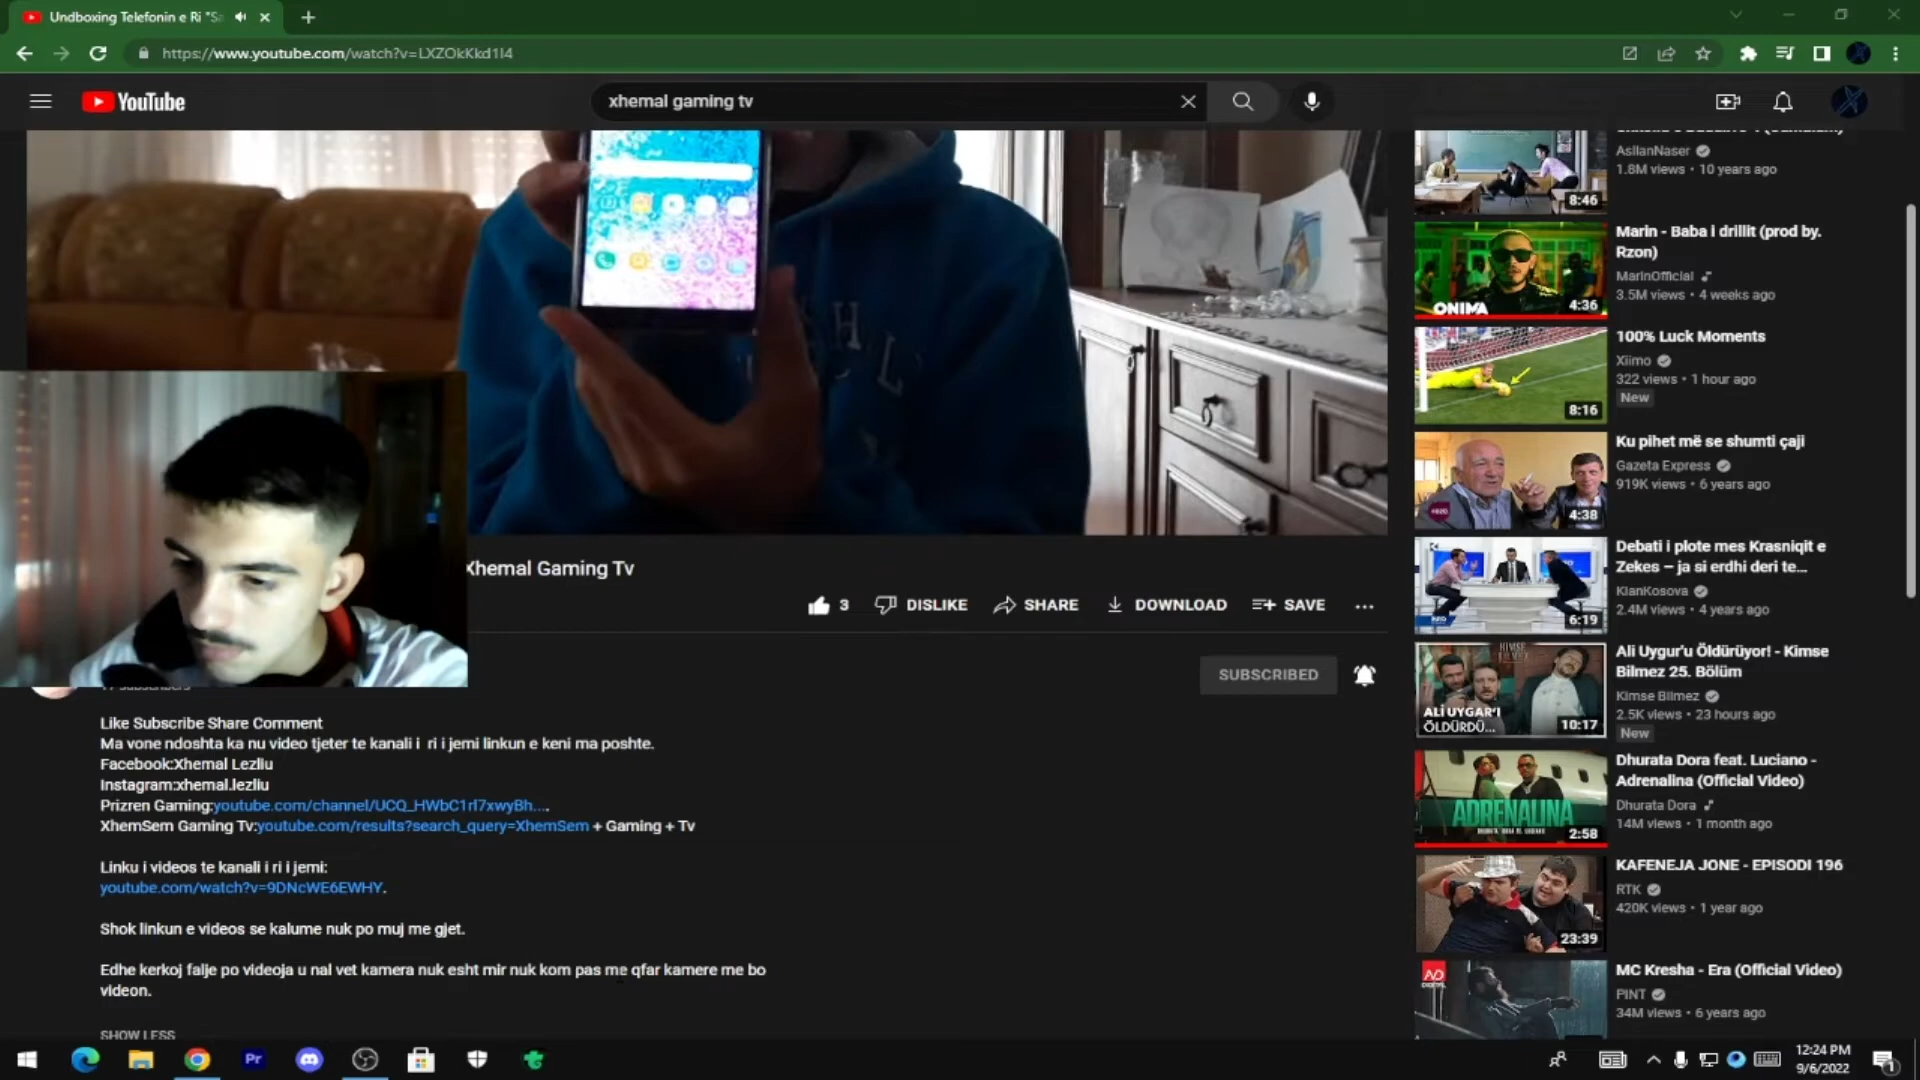 Undboxing Telefonin e Ri "Sa
https://www.youtube.com/watch?v=LXZOkKkd1I4
YouTube
xhemal gaming tv
Xhemal Gaming Tv
3
DISLIKE
SHARE
DOWNLOAD
SAVE
subscribers
SUBSCRIBED
Like Subscribe Share Comment
Ma vone ndoshta ka nu video tjeter te kanali i ri i jemi linkun e keni ma poshte.
Facebook:Xhemal Lezliu
Instagram:xhemal.lezliu
Prizren Gaming:youtube.com/channel/UCQ_HWbC1rl7xwyBh....
XhemSem Gaming Tv:youtube.com/results?search_query=XhemSem + Gaming + Tv
Linku i videos te kanali i ri i jemi:
youtube.com/watch?v=9DNcWE6EWHY.
Shok linkun e videos se kalume nuk po muj me gjet.
Edhe kerkoj falje po videoja u nal vet kamera nuk esht mir nuk kom pas me qfar kamere me bo
videon.
SHOW LESS
AsllanNaser
1.8M views • 10 years ago
8:46
Marin - Baba i drillit (prod by.
Rzon)
MarinOfficial
3.5M views • 4 weeks ago
ONIMA
4:36
100% Luck Moments
Xiimo
322 views • 1 hour ago
New
8:16
Ku pihet më se shumti çaji
Gazeta Express
919K views • 6 years ago
4:38
Debati i plote mes Krasniqit e
Zekes – ja si erdhi deri te...
KlanKosova
2.4M views • 4 years ago
6:19
Ali Uygur'u Öldürüyor! - Kimse
Bilmez 25. Bölüm
Kimse Bilmez
2.5K views • 23 hours ago
New
KIMSE
ALİ UYGAR'I
ÖLDÜRDÜ...
10:17
Dhurata Dora feat. Luciano -
Adrenalina (Official Video)
Dhurata Dora
14M views • 1 month ago
ADRENALINA
2:58
KAFENEJA JONE - EPISODI 196
RTK
420K views • 1 year ago
23:39
MC Kresha - Era (Official Video)
PINT
34M views • 6 years ago
Pr
12:24 PM
9/6/2022
1